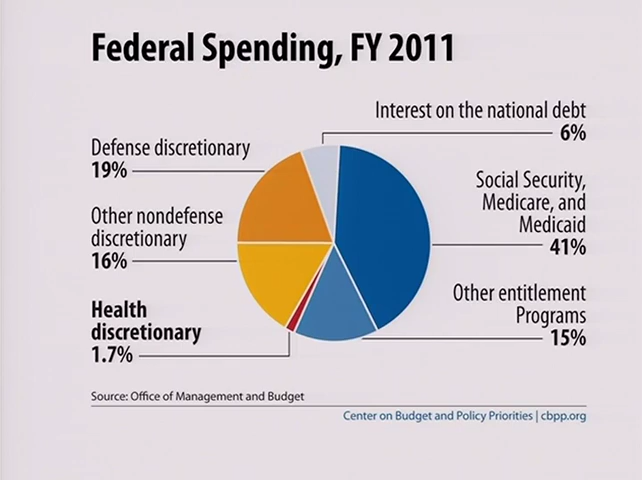 Federal Spending, FY 2011
Interest on the national debt
6%
Defense discretionary
19%
Social Security,
Medicare, and
Medicaid
41%
Other nondefense
discretionary
16%
Other entitlement
Programs
15%
Health
discretionary
1.7%
Source: Office of Management and Budget
Center on Budget and Policy Priorities | cbpp.org